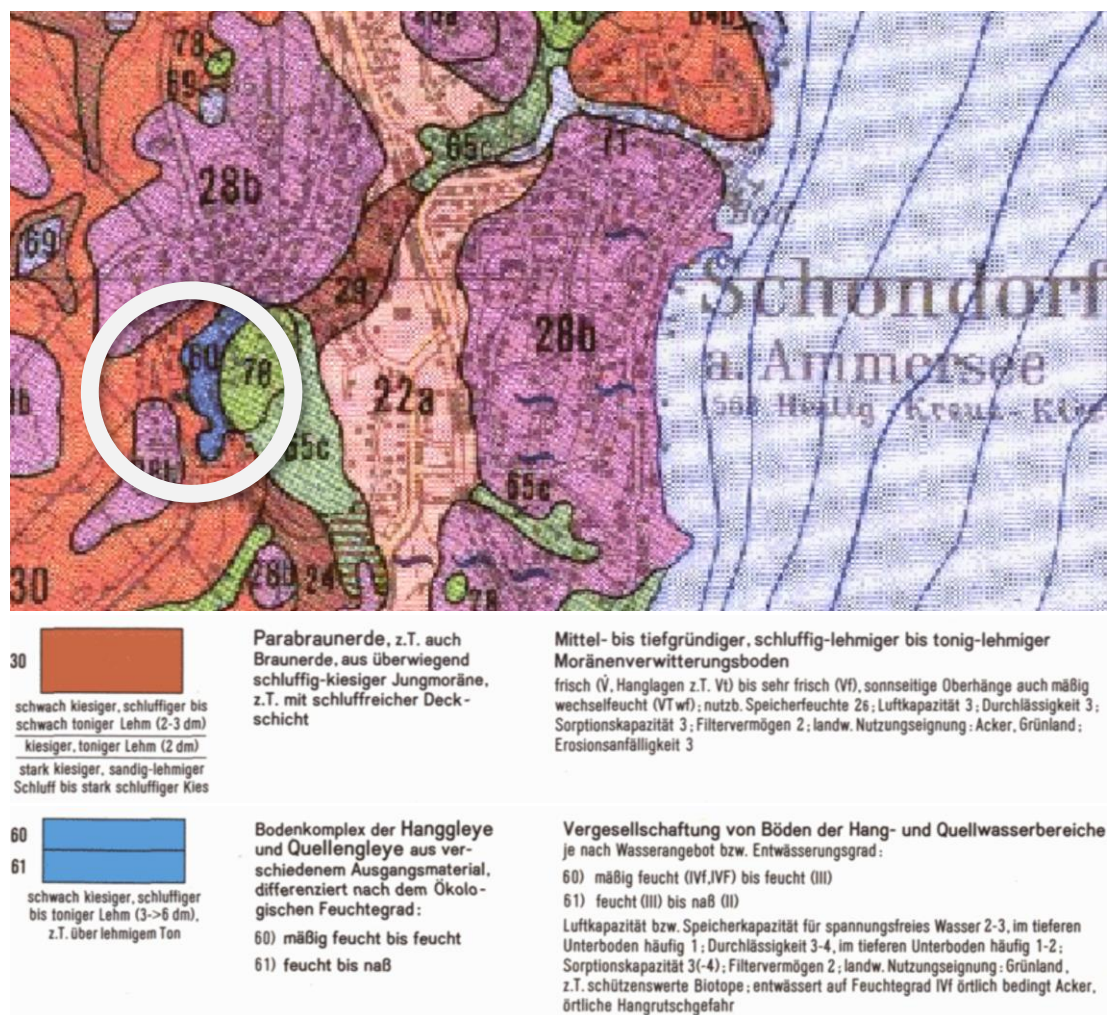 78
69
65c
71
28b
69
29
60
78
28b
Schondorf
a. Ammersee
22a
65c
65c
28b
24
30
78
30
Parabraunerde, z.T. auch
Braunerde, aus überwiegend
schluffig-kiesiger Jungmoräne,
z.T. mit schluffreicher Deck-
schicht
Mittel- bis tiefgründiger, schluffig-lehmiger bis tonig-lehmiger
Moränenverwitterungsboden
frisch (V̇, Hanglagen z.T. Vt) bis sehr frisch (Vf), sonnseitige Oberhänge auch mäßig
wechselfeucht (VTwf); nutzb. Speicherfeuchte 26; Luftkapazität 3; Durchlässigkeit 3;
Sorptionskapazität 3; Filtervermögen 2; landw. Nutzungseignung: Acker, Grünland;
Erosionsanfälligkeit 3
schwach kiesiger, schluffiger bis
schwach toniger Lehm (2-3 dm)
kiesiger, toniger Lehm (2 dm)
stark kiesiger, sandig-lehmiger
Schluff bis stark schluffiger Kies
60
61
schwach kiesiger, schluffiger
bis toniger Lehm (3->6 dm),
z.T. über lehmigem Ton
Bodenkomplex der Hanggleye
und Quellengleye aus ver-
schiedenem Ausgangsmaterial,
differenziert nach dem Ökolo-
gischen Feuchtegrad:
60) mäßig feucht bis feucht
61) feucht bis naß
Vergesellschaftung von Böden der Hang- und Quellwasserbereiche
je nach Wasserangebot bzw. Entwässerungsgrad:
60) mäßig feucht (IVf,IVF) bis feucht (III)
61) feucht (III) bis naß (II)
Luftkapazität bzw. Speicherkapazität für spannungsfreies Wasser 2-3, im tieferen
Unterboden häufig 1; Durchlässigkeit 3-4, im tieferen Unterboden häufig 1-2;
Sorptionskapazität 3(-4); Filtervermögen 2; landw. Nutzungseignung: Grünland,
z.T. schützenswerte Biotope; entwässert auf Feuchtegrad IVf örtlich bedingt Acker,
örtliche Hangrutschgefahr